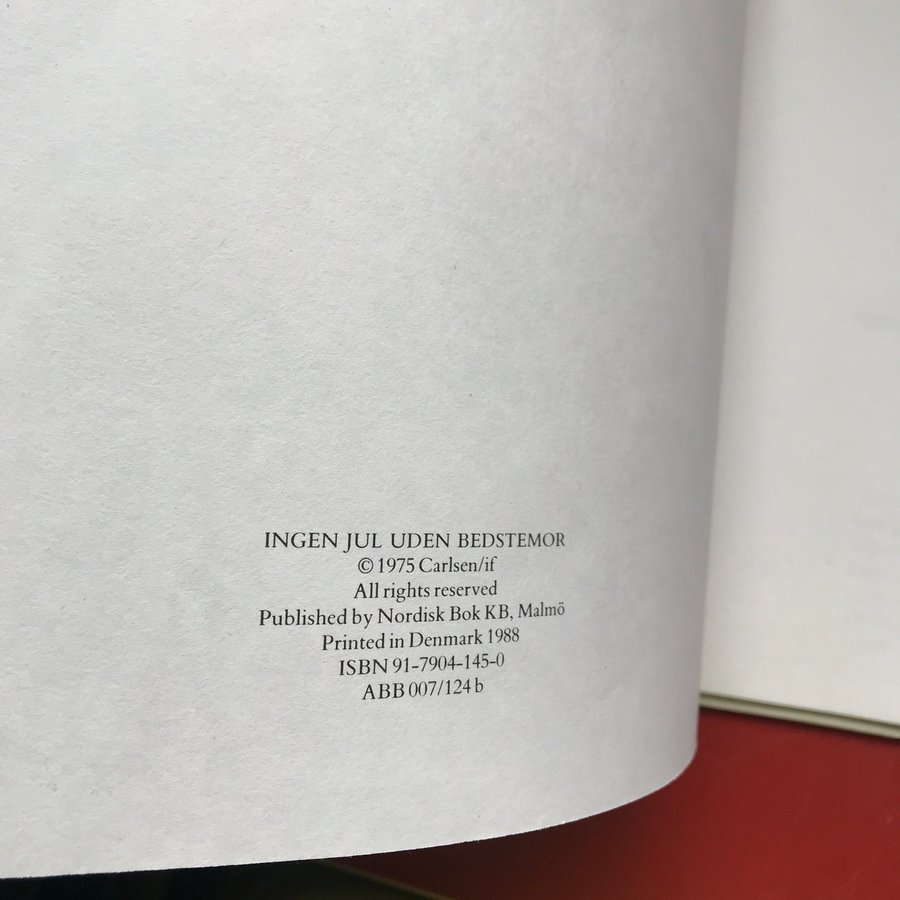 INGEN JUL UDEN BEDSTEMOR
© 1975 Carlsen/if
All rights reserved
Published by Nordisk Bok KB, Malmö
Printed in Denmark 1988
ISBN 91-7904-145-0
ABB 007/124 b